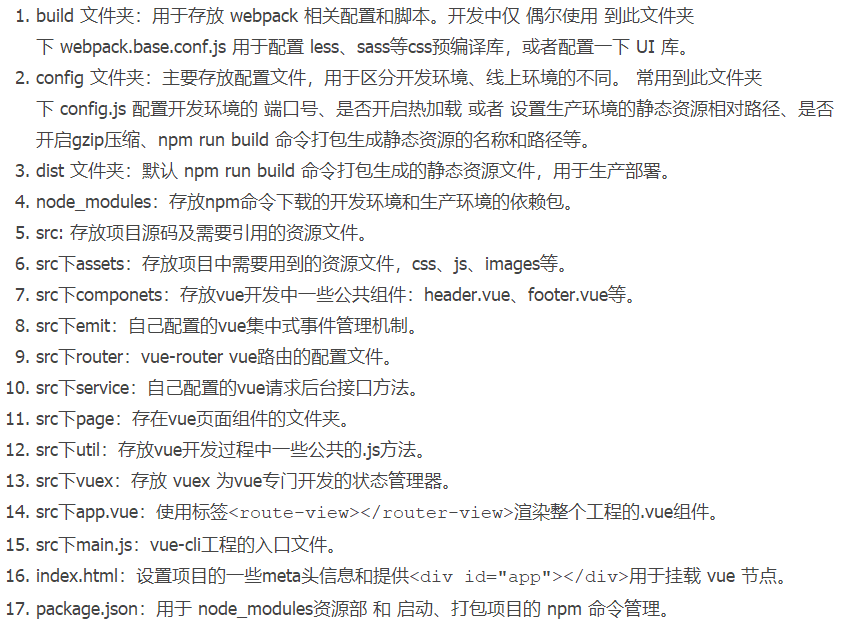 1. build 文件夹：用于存放 webpack 相关配置和脚本。开发中仅 偶尔使用 到此文件夹
下 webpack.base.conf.js 用于配置 less、sass等css预编译库，或者配置一下 UI 库。
2. config 文件夹：主要存放配置文件，用于区分开发环境、线上环境的不同。 常用到此文件夹
下 config.js 配置开发环境的 端口号、是否开启热加载 或者 设置生产环境的静态资源相对路径、是否
开启gzip压缩、npm run build 命令打包生成静态资源的名称和路径等。
3. dist 文件夹：默认 npm run build 命令打包生成的静态资源文件，用于生产部署。
4. node_modules：存放npm命令下载的开发环境和生产环境的依赖包。
5. src: 存放项目源码及需要引用的资源文件。
6. src下assets：存放项目中需要用到的资源文件，css、js、images等。
7. src下componets：存放vue开发中一些公共组件：header.vue、footer.vue等。
8. src下emit：自己配置的vue集中式事件管理机制。
9. src下router：vue-router vue路由的配置文件。
10. src下service：自己配置的vue请求后台接口方法。
11. src下page：存在vue页面组件的文件夹。
12. src下util：存放vue开发过程中一些公共的.js方法。
13. src下vuex：存放 vuex 为vue专门开发的状态管理器。
14. src下app.vue：使用标签<route-view></router-view>渲染整个工程的.vue组件。
15. src下main.js：vue-cli工程的入口文件。
16. index.html：设置项目的一些meta头信息和提供<div id="app"></div>用于挂载 vue 节点。
17. package.json：用于 node_modules资源部 和 启动、打包项目的 npm 命令管理。